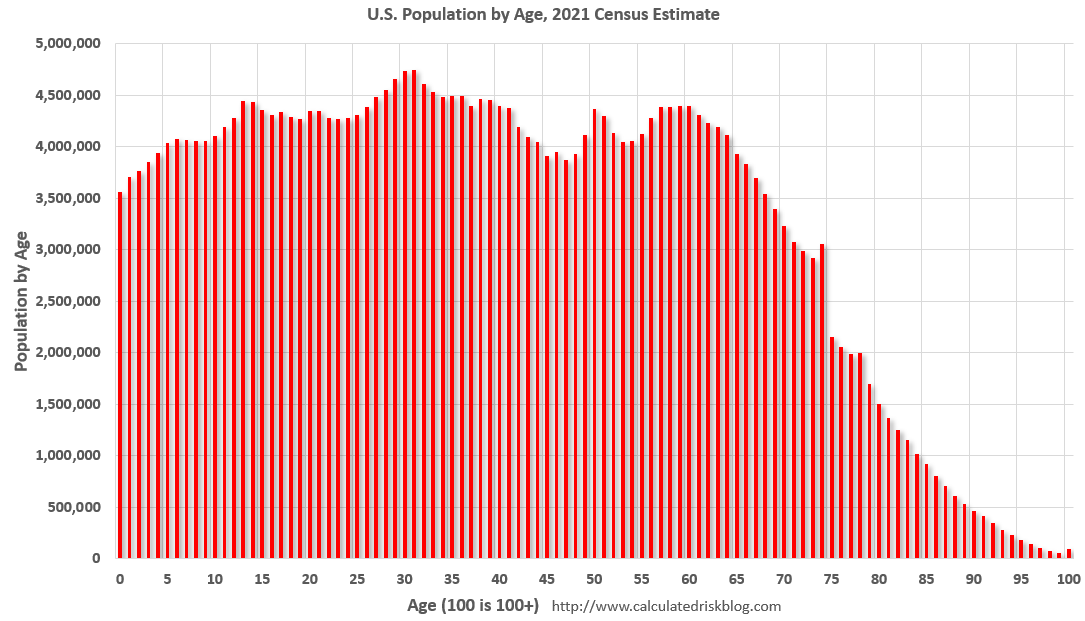 U.S. Population by Age, 2021 Census Estimate
5,000,000
4,500,000
4,000,000
3,500,000
3,000,000
2,500,000
2,000,000
1,500,000
1,000,000
500,000
0
Population by Age
0 5 10 15 20 25 30 35 40 45 50 55 60 65 70 75 80 85 90 95 100
Age (100 is 100+) http://www.calculatedriskblog.com